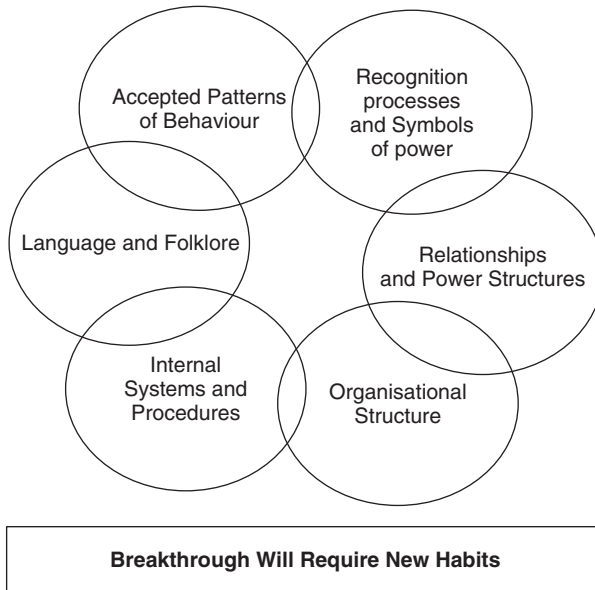 Accepted Patterns
of Behaviour
Recognition
processes
and Symbols
of power
Language and Folklore
Relationships
and Power Structures
Internal
Systems and
Procedures
Organisational
Structure
Breakthrough Will Require New Habits